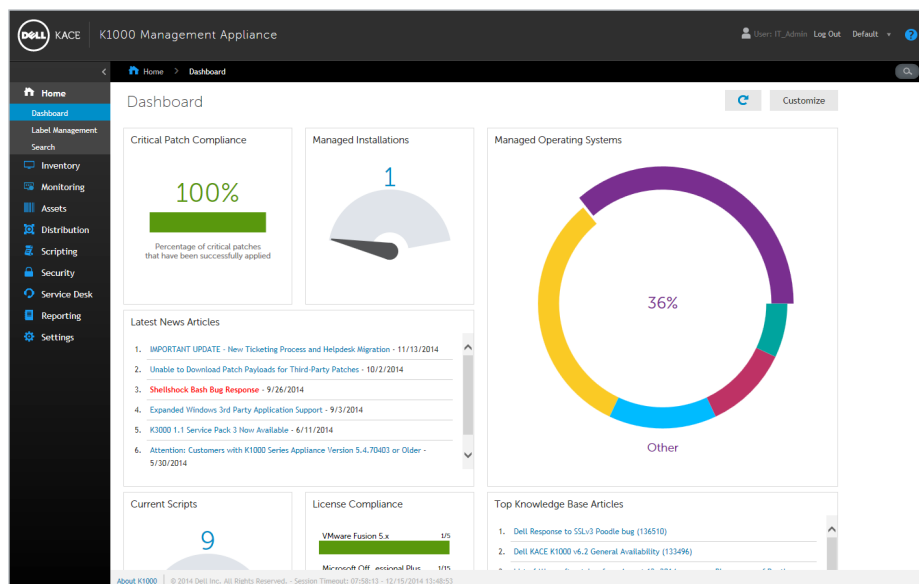 DELL KACE K1000 Management Appliance
User: IT_Admin Log Out Default ?
Home > Dashboard
Home
Dashboard
Label Management
Search
Inventory
Monitoring
Assets
Distribution
Scripting
Security
Service Desk
Reporting
Settings
Dashboard
Customize
Critical Patch Compliance
100%
Percentage of critical patches
that have been successfully applied
Managed Installations
1
Managed Operating Systems
36%
Other
Latest News Articles
1. IMPORTANT UPDATE - New Ticketing Process and Helpdesk Migration - 11/13/2014
2. Unable to Download Patch Payloads for Third-Party Patches - 10/2/2014
3. Shellshock Bash Bug Response - 9/26/2014
4. Expanded Windows 3rd Party Application Support - 9/3/2014
5. K3000 1.1 Service Pack 3 Now Available - 6/11/2014
6. Attention: Customers with K1000 Series Appliance Version 5.4.70403 or Older -
5/30/2014
Current Scripts
9
License Compliance
VMware Fusion 5.x 1/5
Microsoft Off...essional Plus 1/15
Top Knowledge Base Articles
1. Dell Response to SSLv3 Poodle bug (136510)
2. Dell KACE K1000 v6.2 General Availability (133496)
About K1000 © 2014 Dell Inc. All Rights Reserved. - Session Timeout: 07:58:13 - 12/15/2014 13:48:53